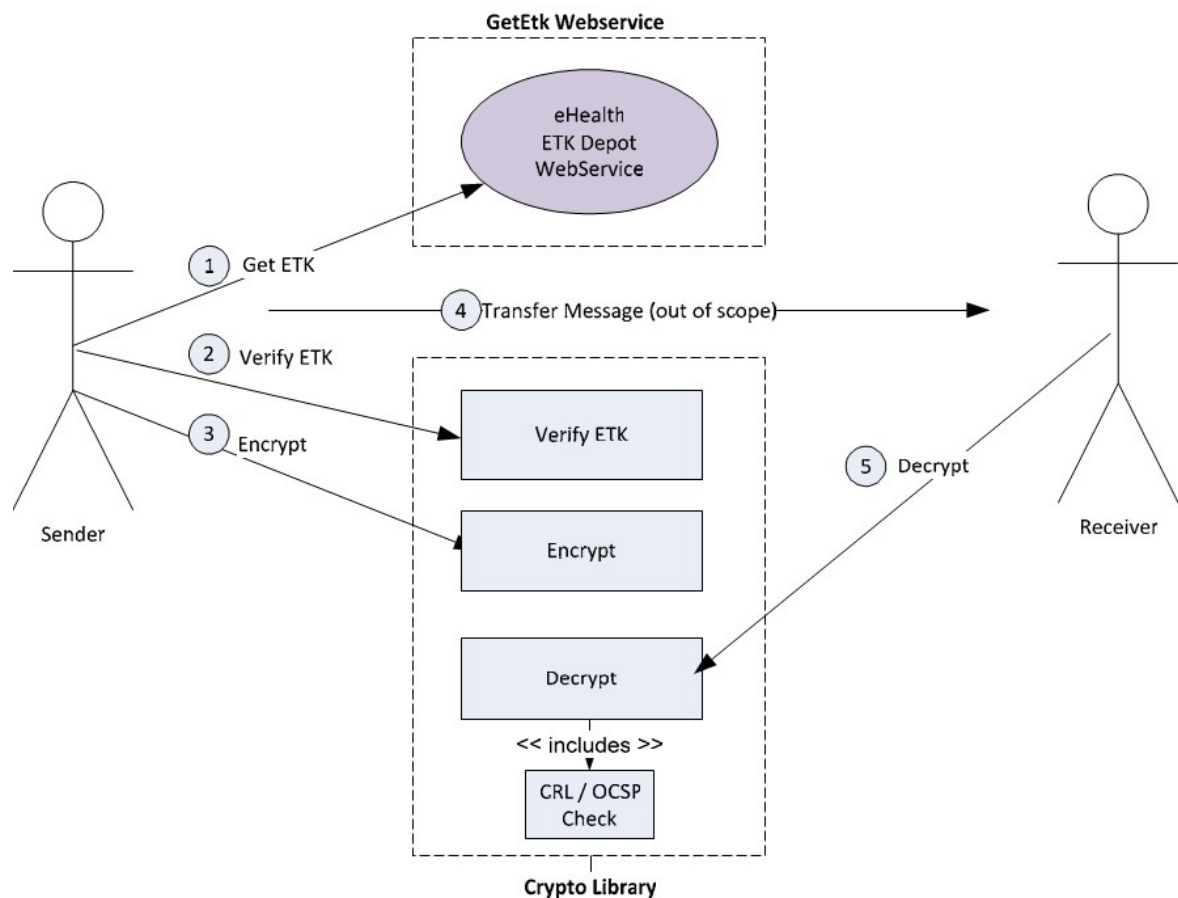 GetEtk Webservice
eHealth
ETK Depot
WebService
1 Get ETK
4 Transfer Message (out of scope)
2 Verify ETK
Verify ETK
3 Encrypt
5 Decrypt
Sender
Receiver
Encrypt
Decrypt
<< includes >>
CRL / OCSP
Check
Crypto Library